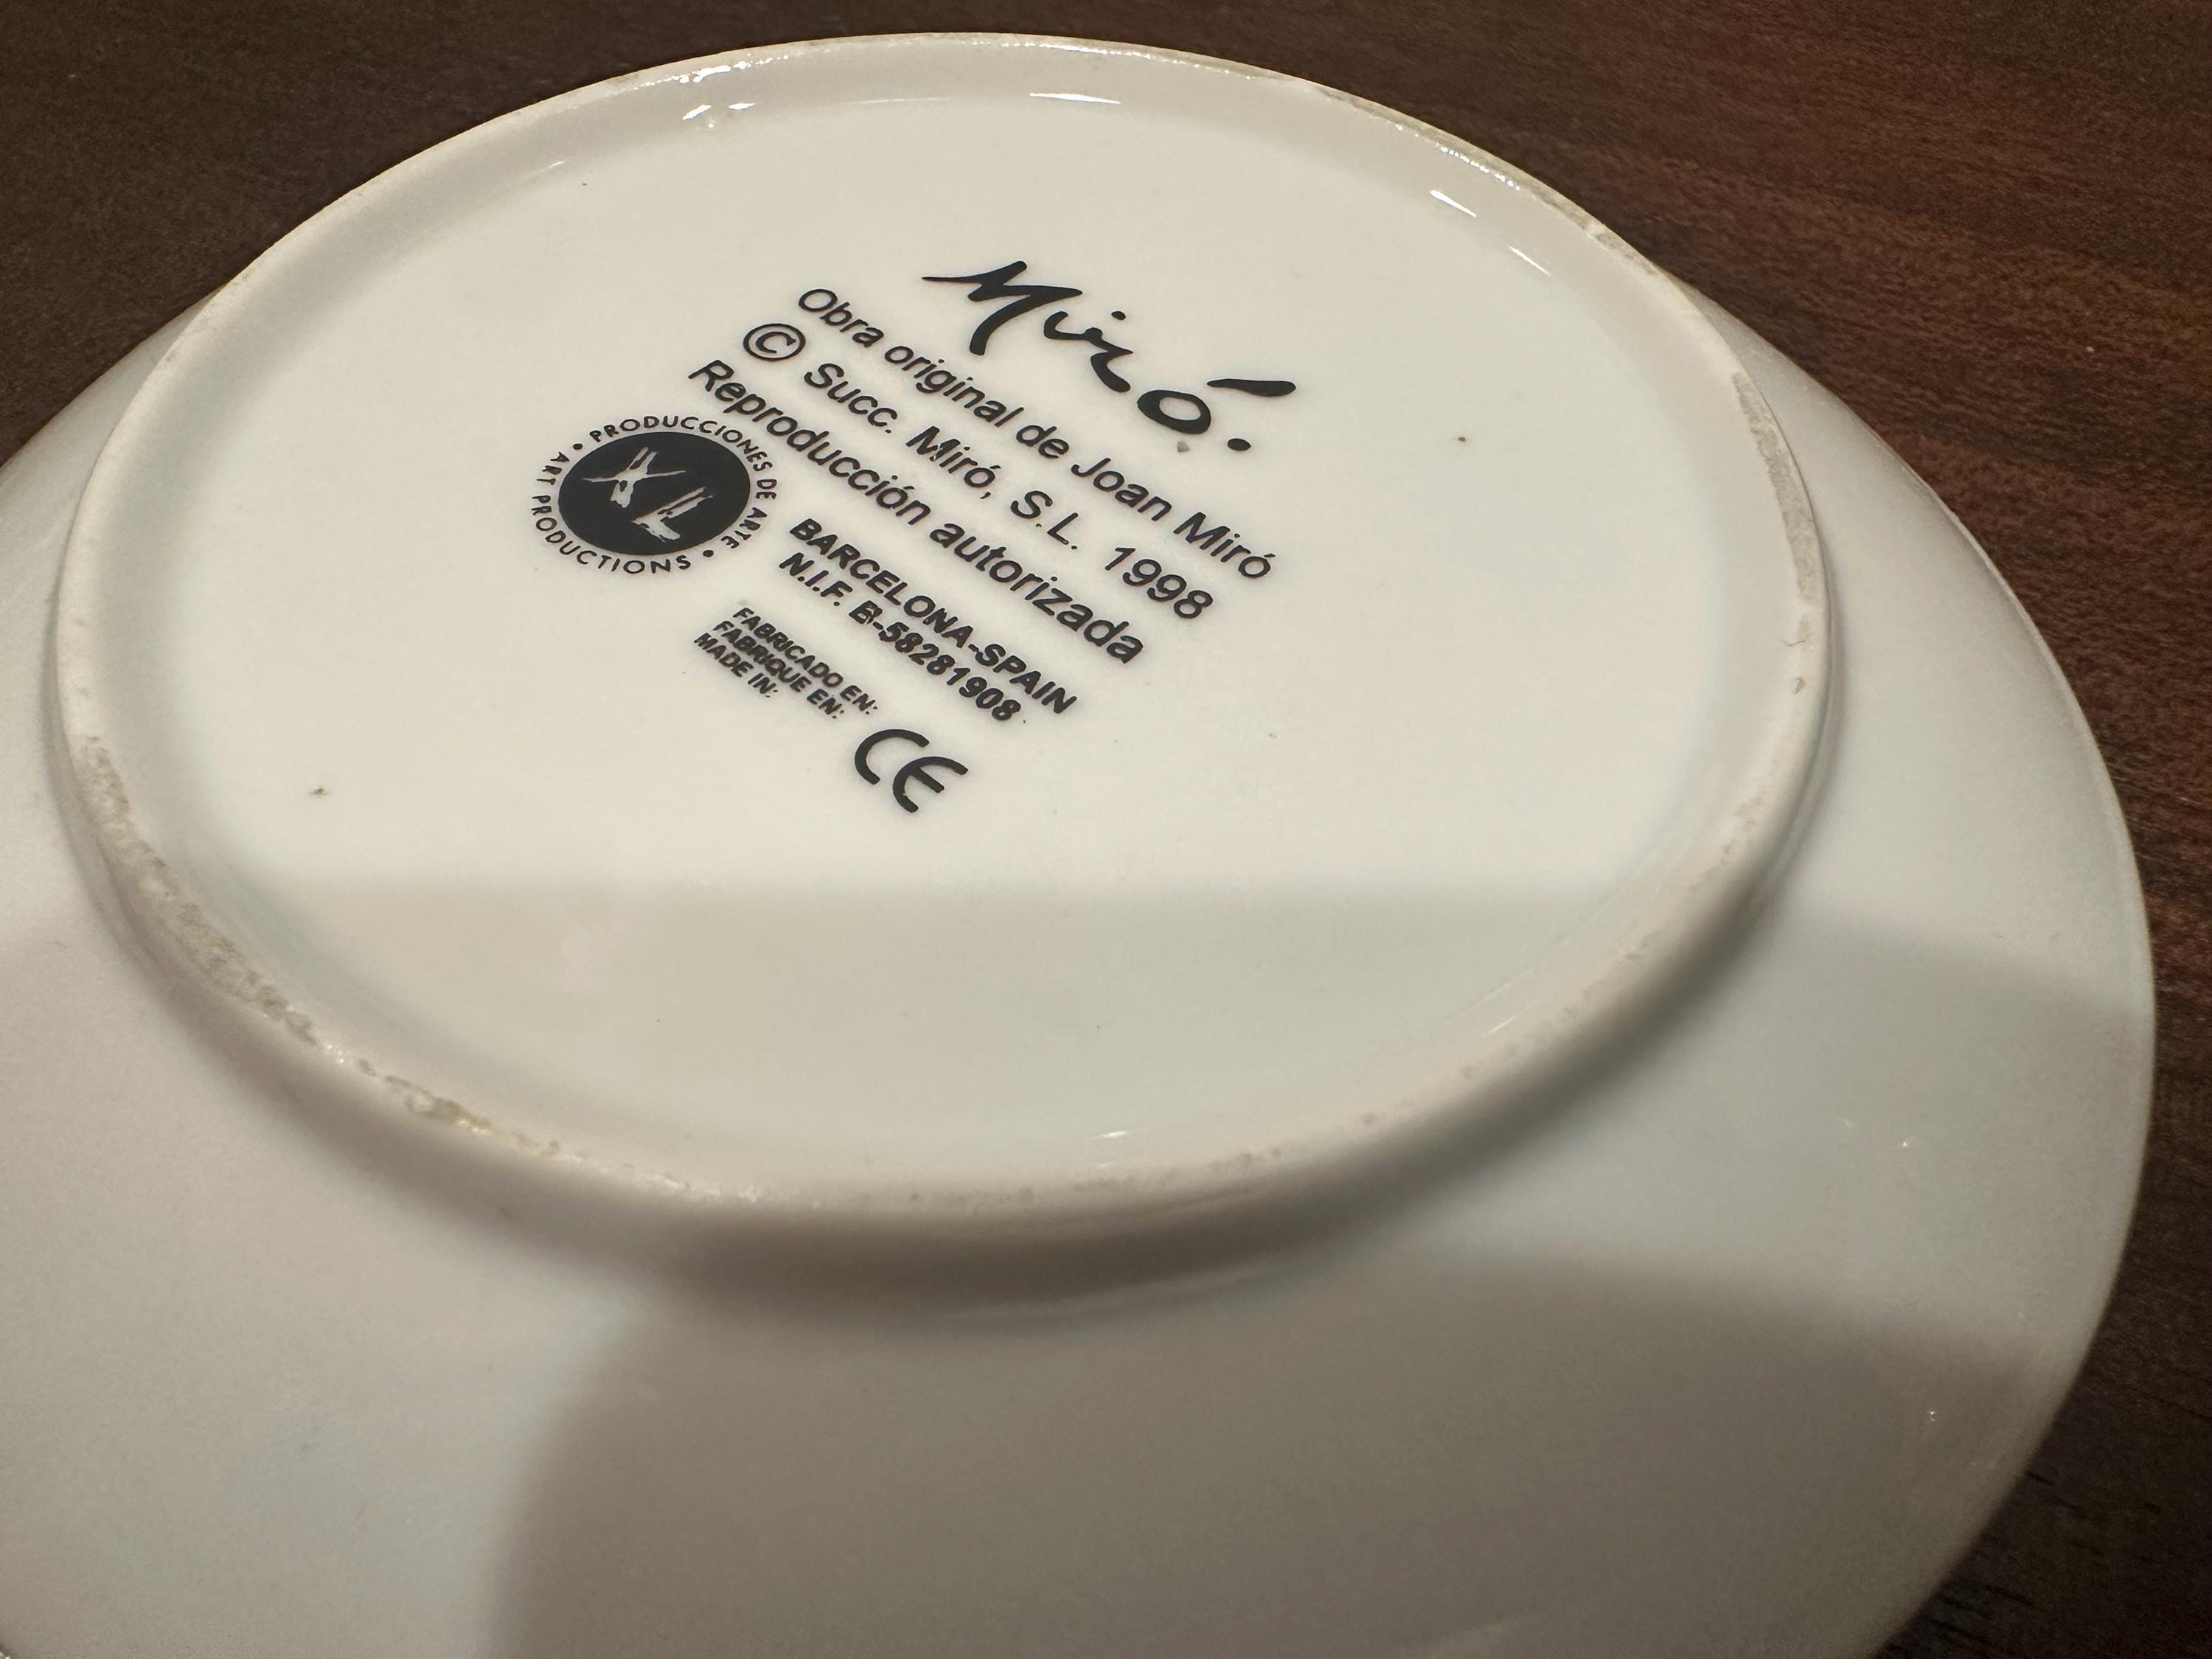 Miró.
Obra original de Joan Miró
© Succ. Miró, S.L. 1998
Reproducción autorizada
• PRODUCCIONES DE ARTE •
XL
ART PRODUCTIONS
BARCELONA-SPAIN
N.I.F. B-58281908
FABRICADO EN:
FABRIQUE EN:
MADE IN:
CE